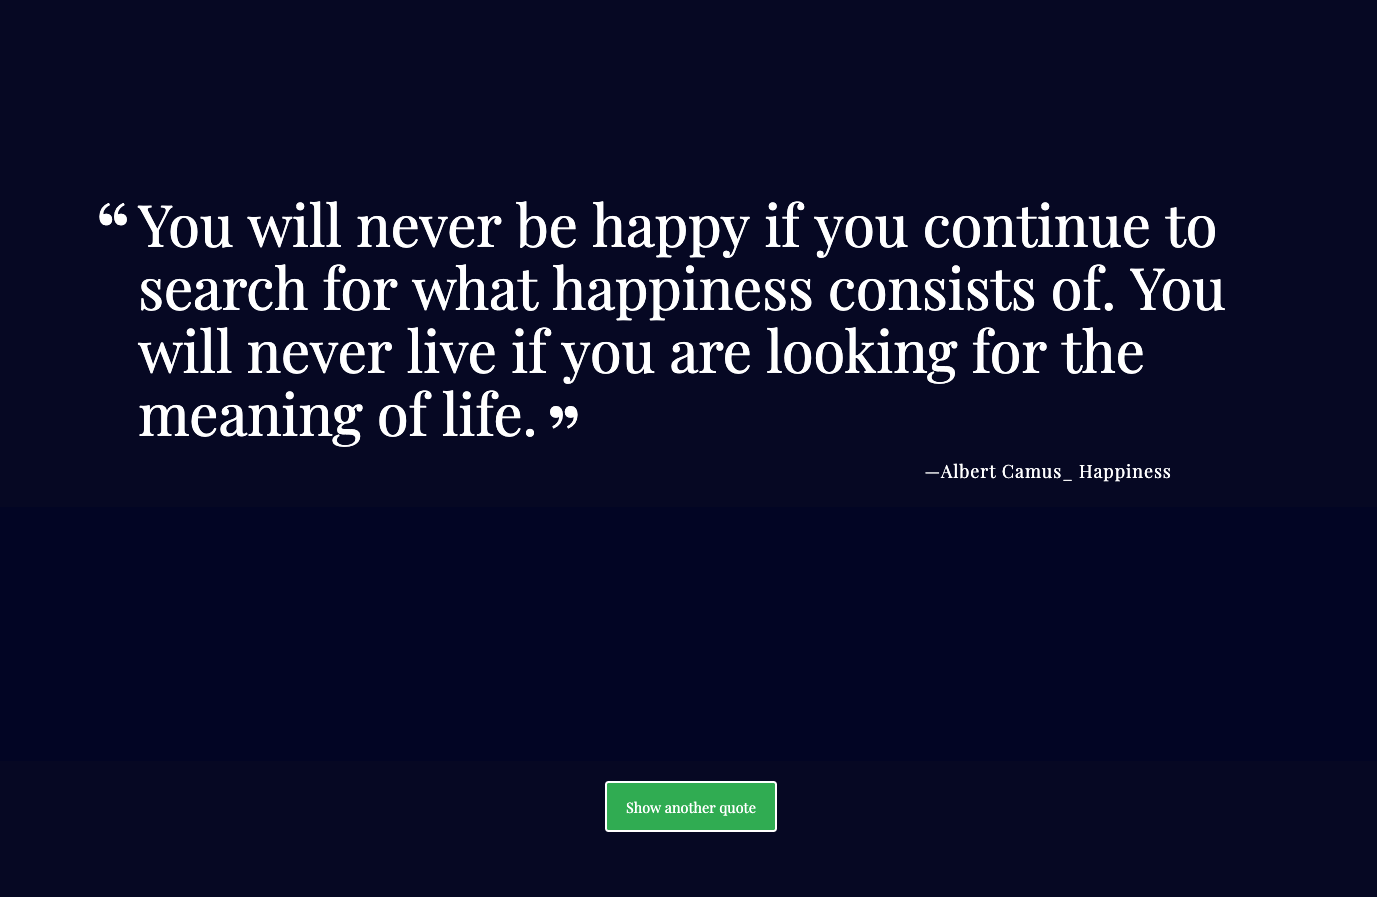 “ You will never be happy if you continue to
search for what happiness consists of. You
will never live if you are looking for the
meaning of life. ”
—Albert Camus_ Happiness
Show another quote